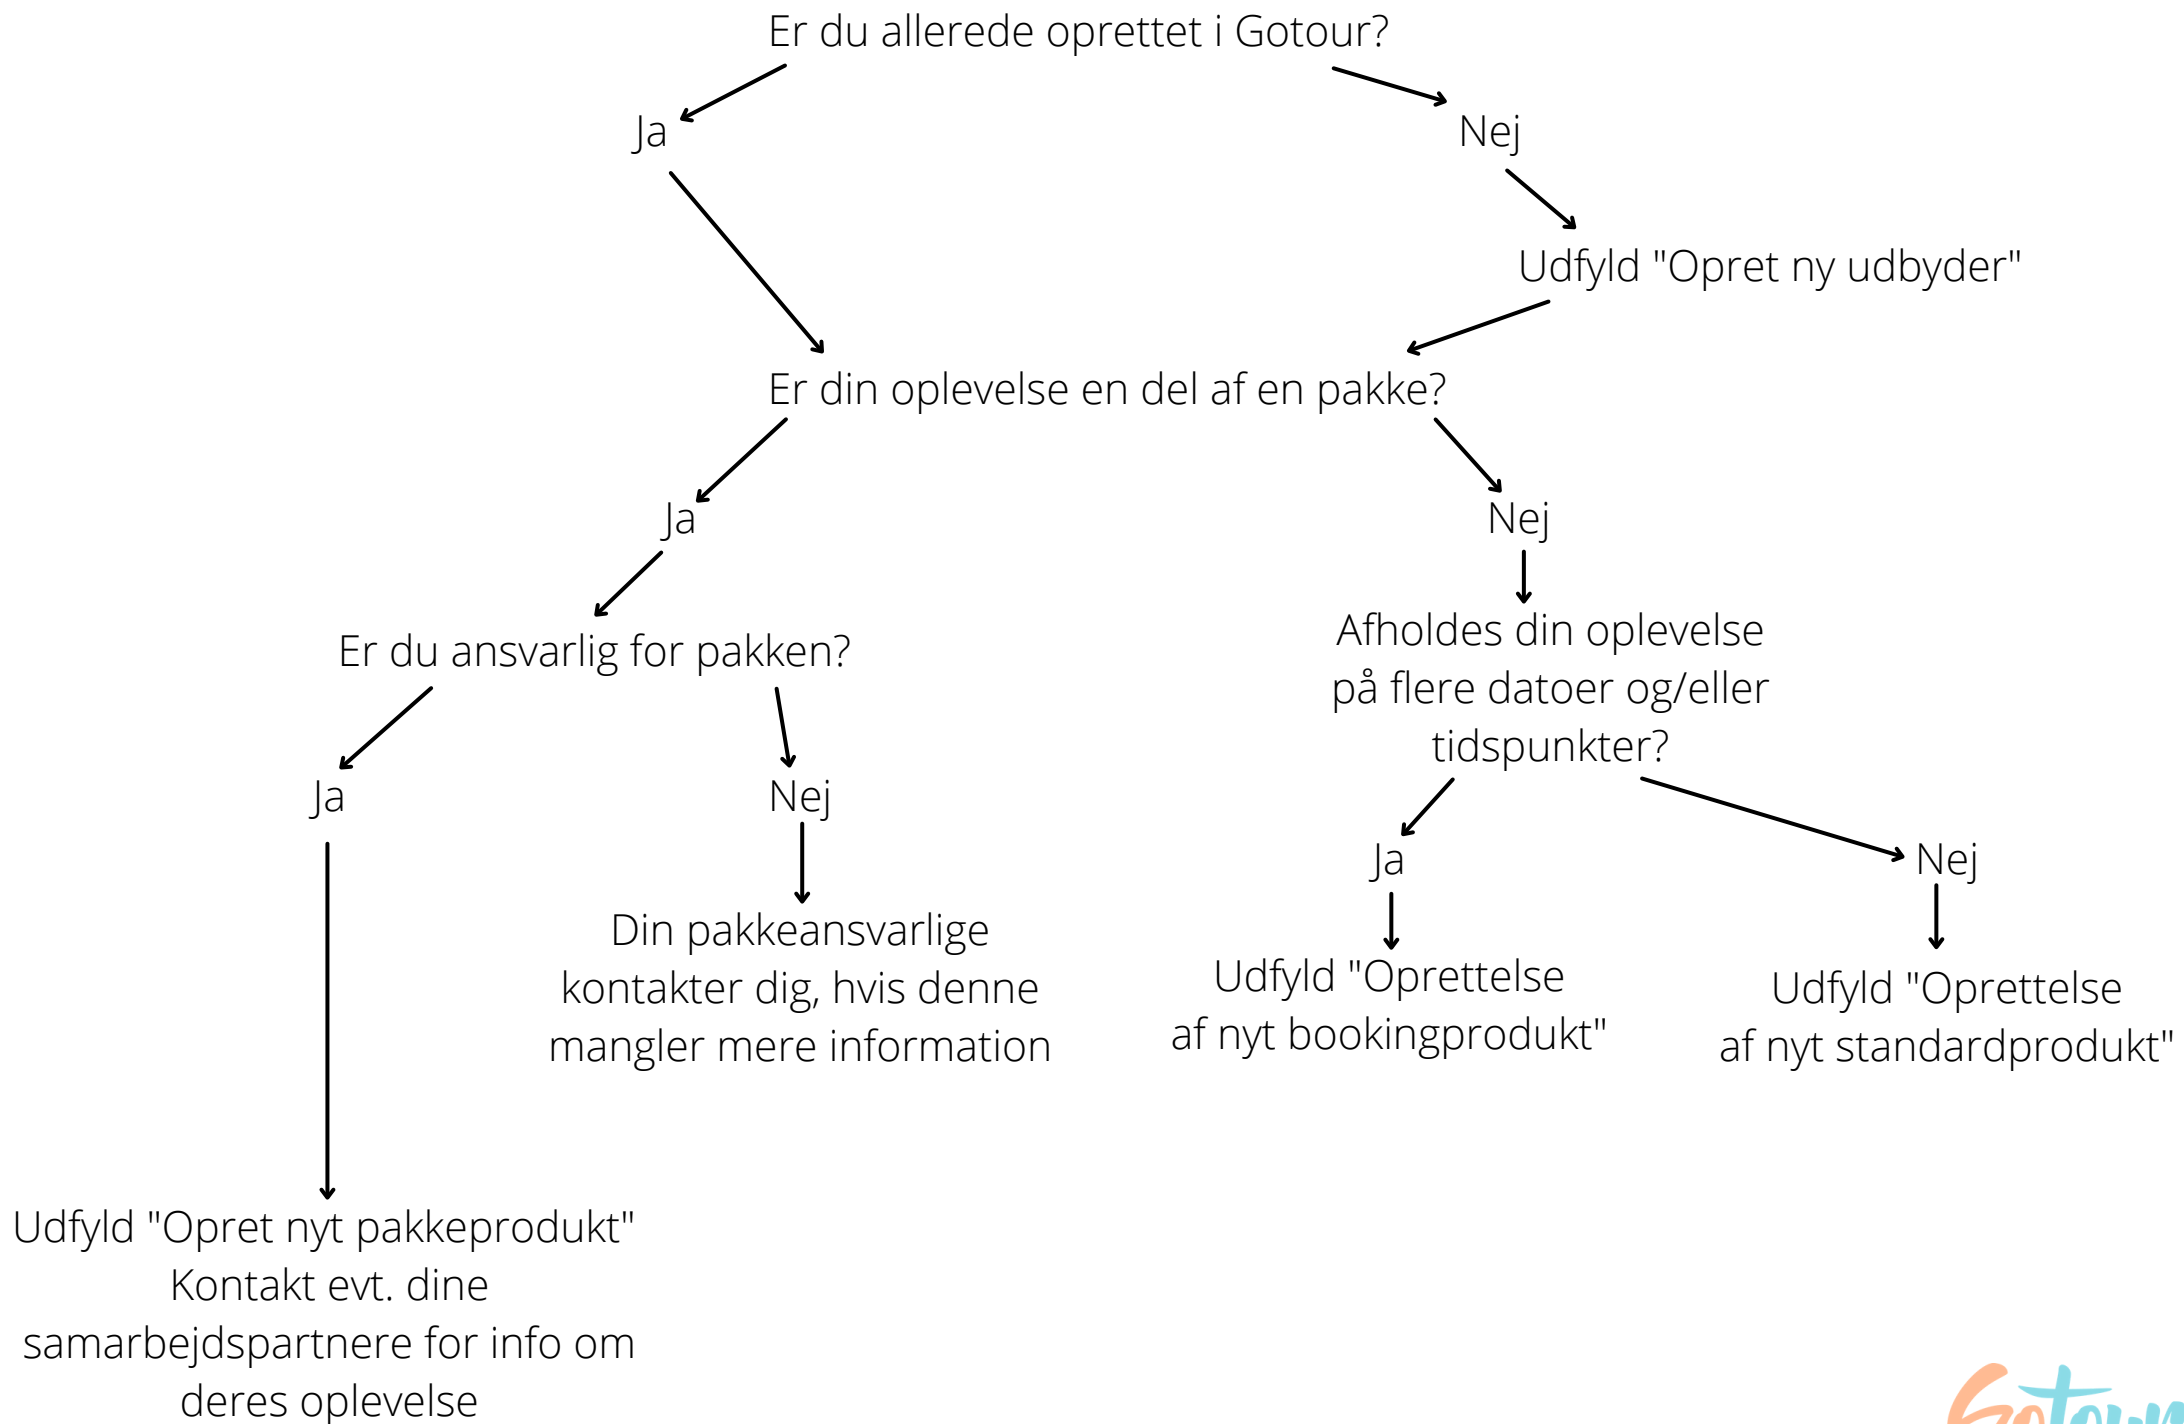 Er du allerede oprettet i Gotour?
Ja
Nej
Udfyld "Opret ny udbyder"
Er din oplevelse en del af en pakke?
Ja
Nej
Er du ansvarlig for pakken?
Afholdes din oplevelse
på flere datoer og/eller
tidspunkter?
Ja
Nej
Ja
Nej
Din pakkeansvarlige
kontakter dig, hvis denne
mangler mere information
Udfyld "Oprettelse
af nyt bookingprodukt"
Udfyld "Oprettelse
af nyt standardprodukt"
Udfyld "Opret nyt pakkeprodukt"
Kontakt evt. dine
samarbejdspartnere for info om
deres oplevelse
Gotour